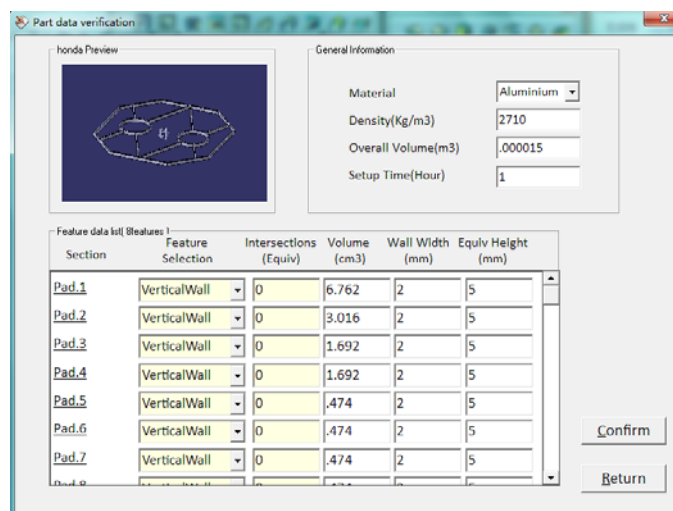 Part data verification
honda Preview
General Information
Material Aluminium
Density(Kg/m3) 2710
Overall Volume(m3) .000015
Setup Time(Hour) 1
Feature data list( 8features )
Section Feature Selection Intersections (Equiv) Volume (cm3) Wall Width (mm) Equiv Height (mm)
Pad.1 VerticalWall 0 6.762 2 5
Pad.2 VerticalWall 0 3.016 2 5
Pad.3 VerticalWall 0 1.692 2 5
Pad.4 VerticalWall 0 1.692 2 5
Pad.5 VerticalWall 0 .474 2 5
Pad.6 VerticalWall 0 .474 2 5
Pad.7 VerticalWall 0 .474 2 5
Pad.8
Confirm
Return